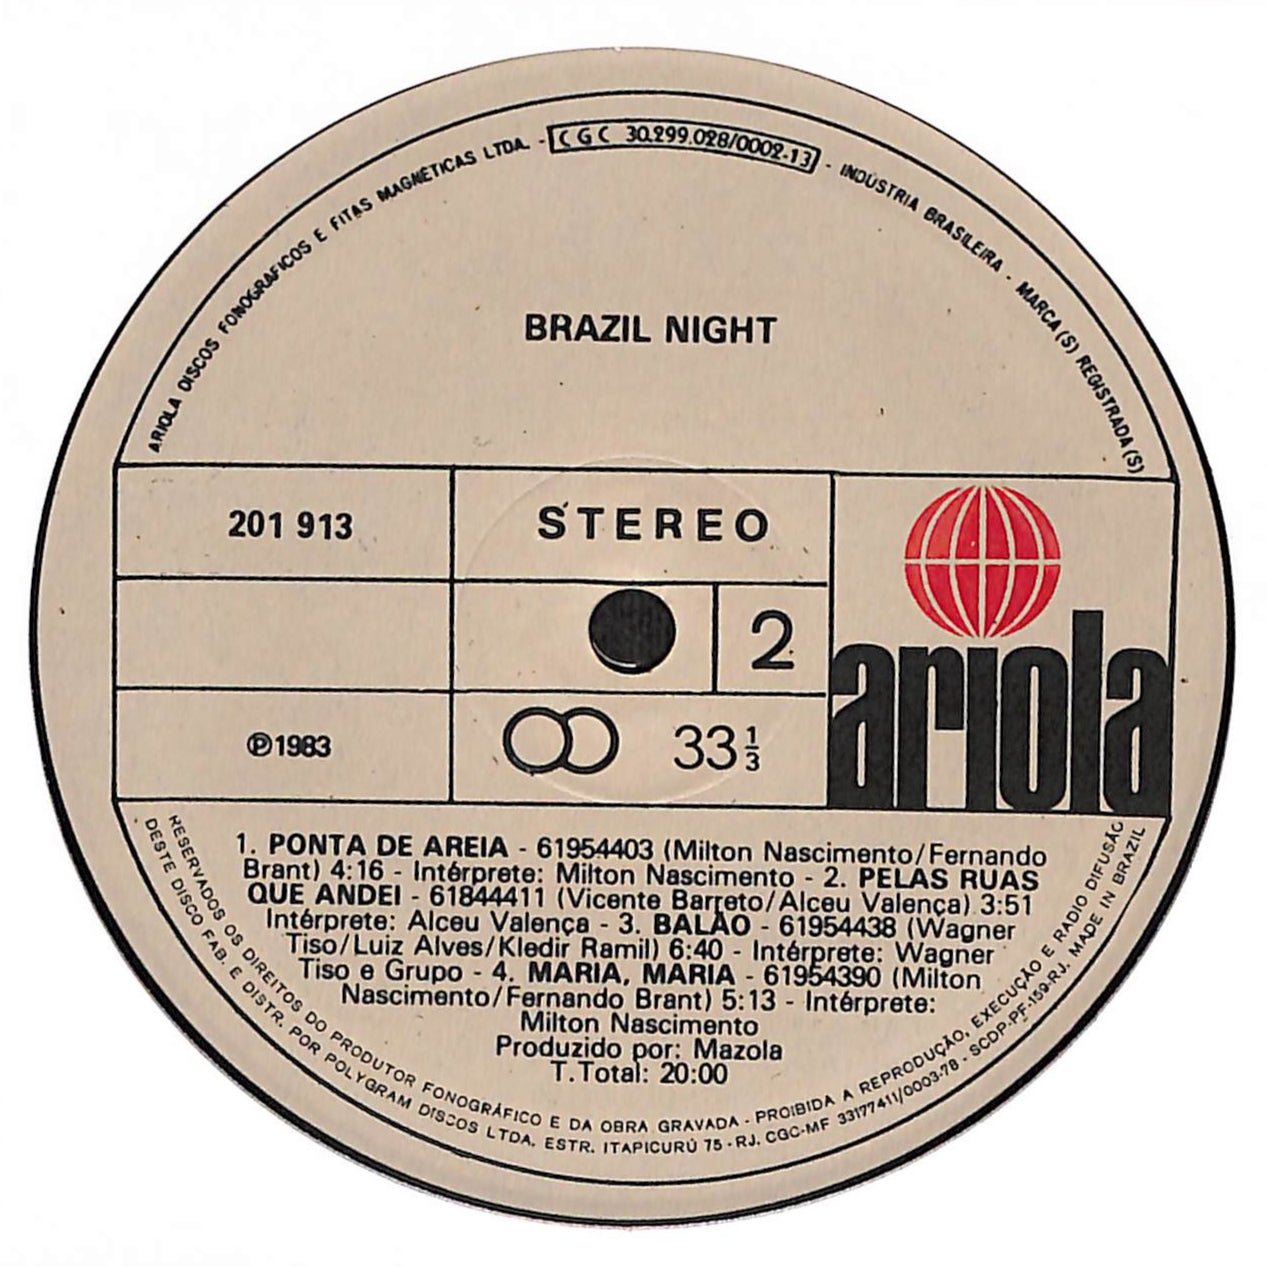 ARIOLA DISCOS FONOGRAFICOS E FITAS MAGNÉTICAS LTDA. - CGC 30.299.028/0002-13 - INDÚSTRIA BRASILEIRA - MARCA (S) REGISTRADA (S)
BRAZIL NIGHT
201 913
STEREO
2
℗1983
33 1/3
ariola
1. PONTA DE AREIA - 61954403 (Milton Nascimento/Fernando
Brant) 4:16 - Intérprete: Milton Nascimento - 2. PELAS RUAS
QUE ANDEI - 61844411 (Vicente Barreto/Alceu Valença) 3:51
Intérprete: Alceu Valença - 3. BALÃO - 61954438 (Wagner
Tiso/Luiz Alves/Kledir Ramil) 6:40 - Intérprete: Wagner
Tiso e Grupo - 4. MARIA, MARIA - 61954390 (Milton
Nascimento/Fernando Brant) 5:13 - Intérprete:
Milton Nascimento
Produzido por: Mazola
T.Total: 20:00
RESERVADOS OS DIREITOS DO PRODUTOR FONOGRÁFICO E DA OBRA GRAVADA - PROIBIDA A REPRODUÇÃO, EXECUÇÃO E RADIO DIFUSÃO
DESTE DISCO FAB. E DISTR. POR POLYGRAM DISCOS LTDA. ESTR. ITAPICURÚ 75 - RJ. CGC-MF 33177411/0003-78 - SCDP-PF-159-RJ. MADE IN BRAZIL